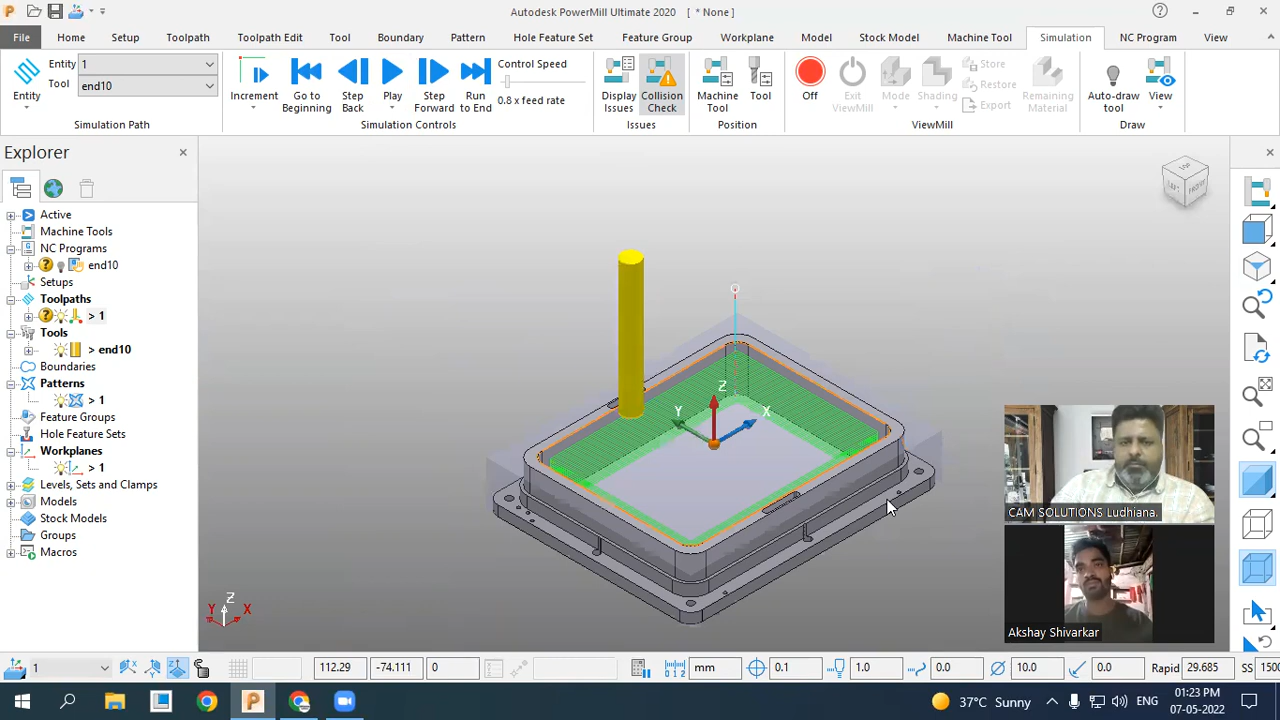 Autodesk PowerMill Ultimate 2020 [ * None ]
File Home Setup Toolpath Toolpath Edit Tool Boundary Pattern Hole Feature Set Feature Group Workplane Model Stock Model Machine Tool Simulation NC Program View
Entity
Entity 1
Tool end10
Simulation Path
Increment
Go to Beginning
Step Back
Play
Step Forward
Run to End
Control Speed
0.8 x feed rate
Simulation Controls
Display Issues
Collision Check
Issues
Machine Tool
Tool
Position
Off
Exit ViewMill
Mode
Shading
Store
Restore
Export
Remaining Material
ViewMill
Auto-draw tool
View
Draw
Explorer
Active
Machine Tools
NC Programs
end10
Setups
Toolpaths
> 1
Tools
> end10
Boundaries
Patterns
> 1
Feature Groups
Hole Feature Sets
Workplanes
> 1
Levels, Sets and Clamps
Models
Stock Models
Groups
Macros
TOP
FRONT
Z
Y
X
Z
Y X
CAM SOLUTIONS Ludhiana.
Akshay Shivarkar
1 112.29 -74.111 0 mm 0.1 1.0 0.0 10.0 0.0 Rapid 29.685 SS 1500
37°C Sunny ENG 01:23 PM
07-05-2022